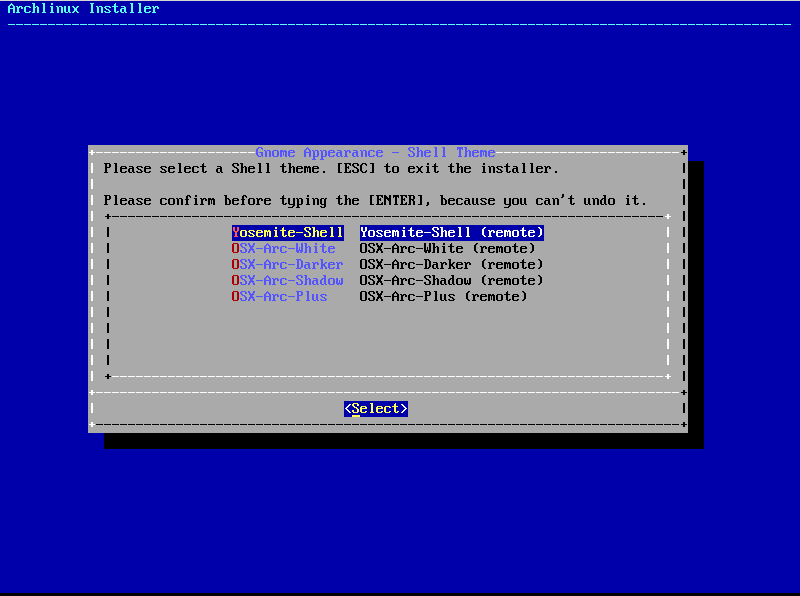 Archlinux Installer
Gnome Appearance - Shell Theme
Please select a Shell theme. [ESC] to exit the installer.
Please confirm before typing the [ENTER], because you can't undo it.
Yosemite-Shell Yosemite-Shell (remote)
OSX-Arc-White OSX-Arc-White (remote)
OSX-Arc-Darker OSX-Arc-Darker (remote)
OSX-Arc-Shadow OSX-Arc-Shadow (remote)
OSX-Arc-Plus OSX-Arc-Plus (remote)
<Select>